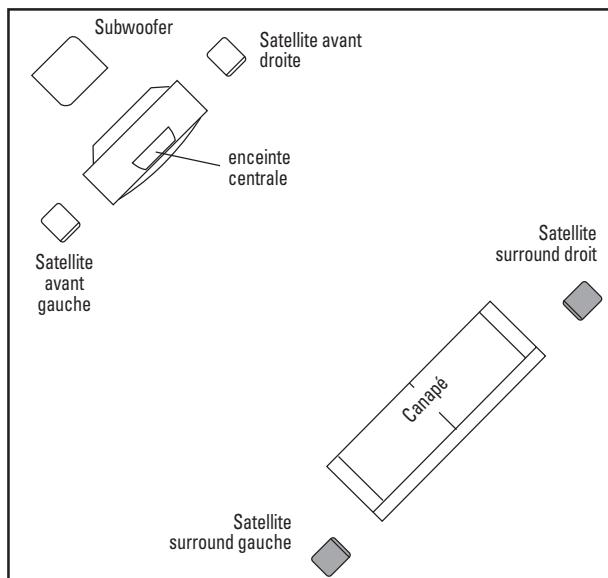 Subwoofer
Satellite avant
droite
enceinte
centrale
Satellite
avant
gauche
Satellite
surround droit
Canapé
Satellite
surround gauche